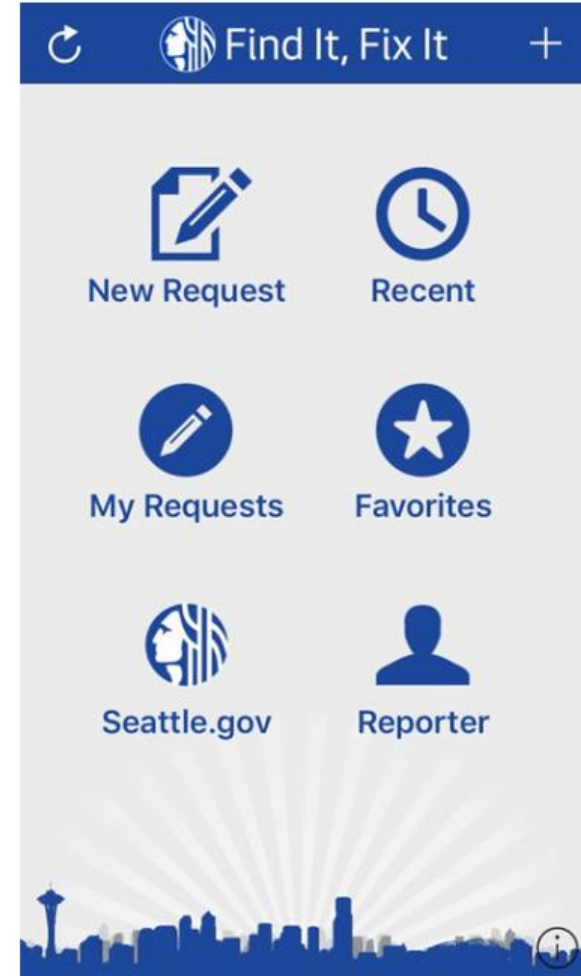 Find It, Fix It
New Request
Recent
My Requests
Favorites
Seattle.gov
Reporter